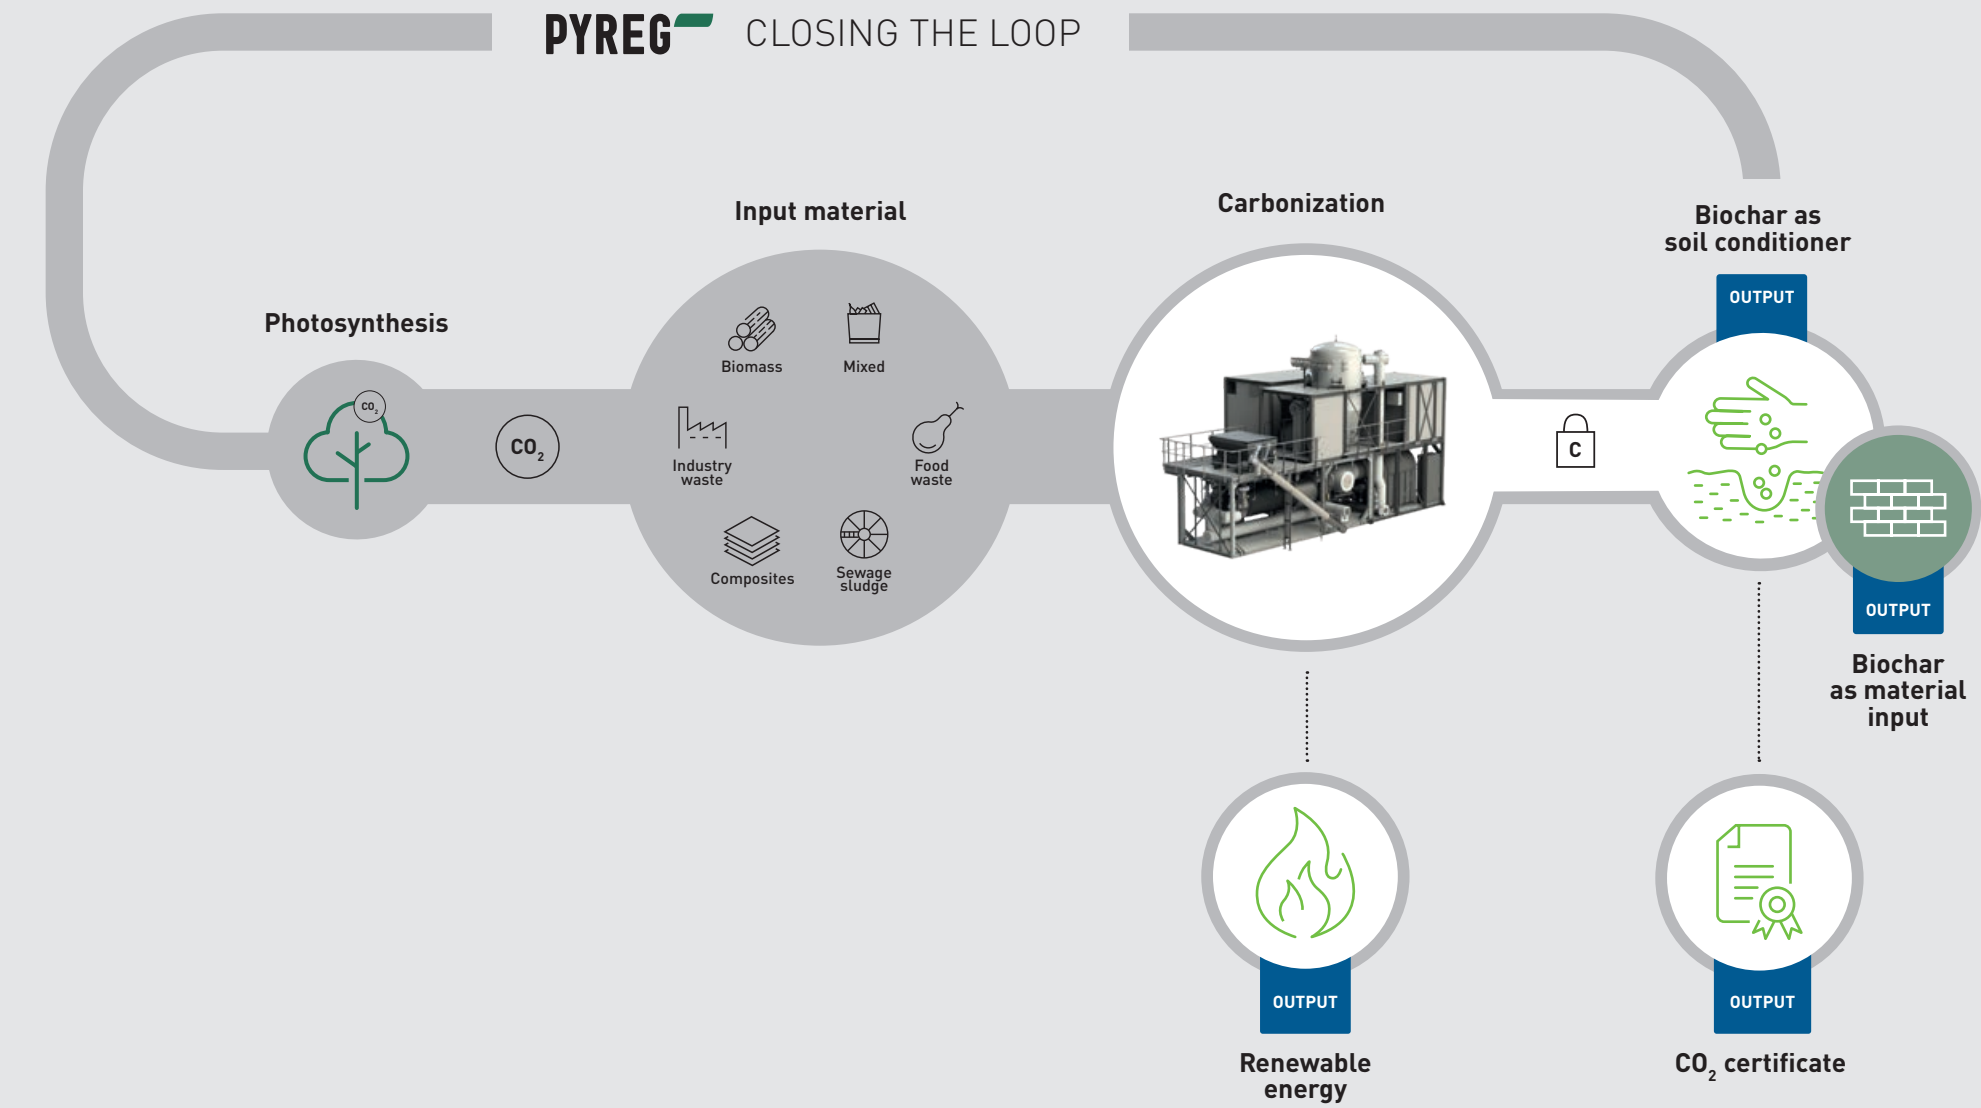 PYREG CLOSING THE LOOP
Photosynthesis
CO₂
CO₂
Input material
Biomass
Mixed
Industry
waste
Food
waste
Composites
Sewage
sludge
Carbonization
C
Biochar as
soil conditioner
OUTPUT
OUTPUT
Biochar
as material
input
OUTPUT
Renewable
energy
OUTPUT
CO₂ certificate